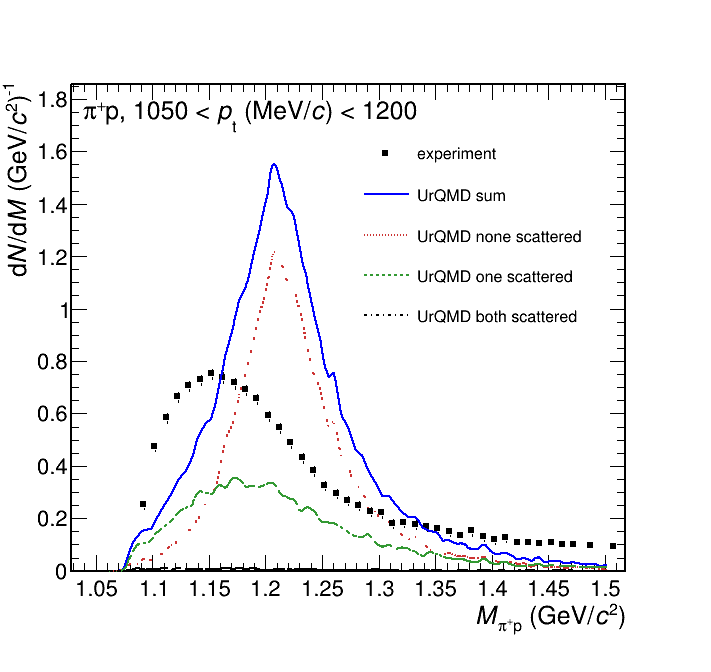 π⁺p, 1050 < pₜ (MeV/c) < 1200
experiment
UrQMD sum
UrQMD none scattered
UrQMD one scattered
UrQMD both scattered
dN/dM (GeV/c²)⁻¹
1.8
1.6
1.4
1.2
1
0.8
0.6
0.4
0.2
0
1.05 1.1 1.15 1.2 1.25 1.3 1.35 1.4 1.45 1.5
M_π⁺p (GeV/c²)